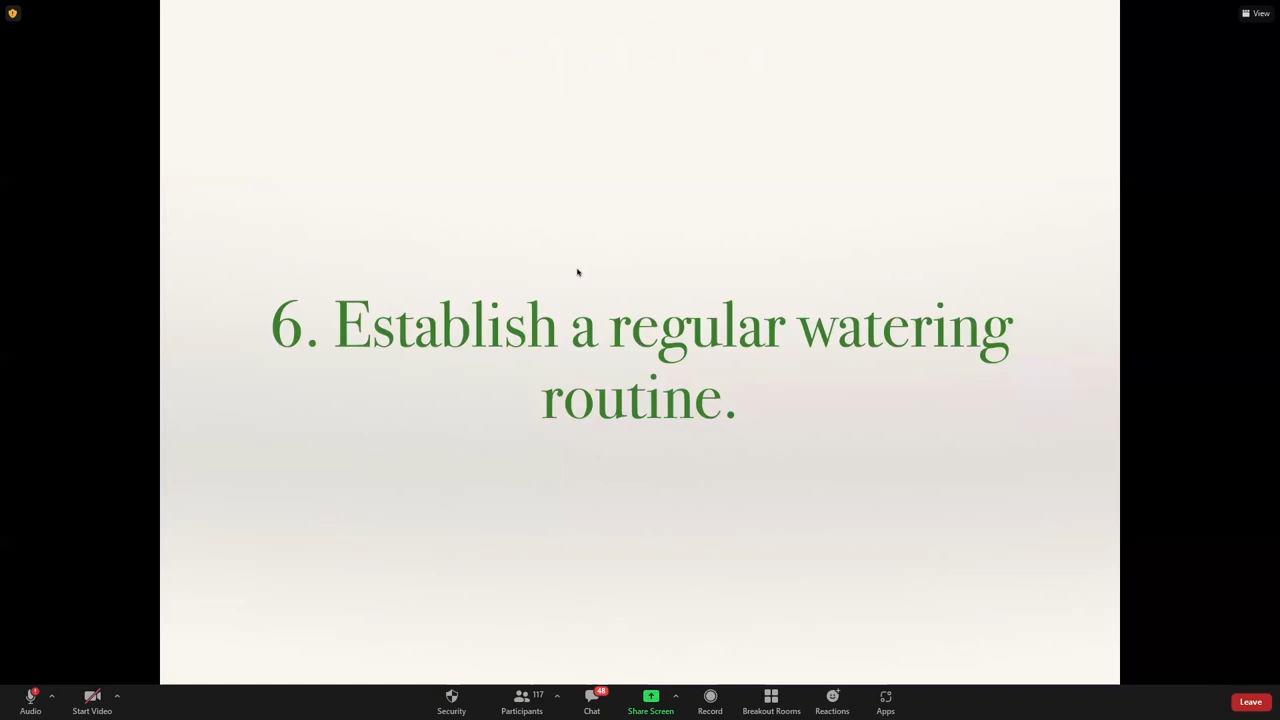 View
6. Establish a regular watering
routine.
Audio
Start Video
Security
117
Participants
48
Chat
Share Screen
Record
Breakout Rooms
Reactions
Apps
Leave